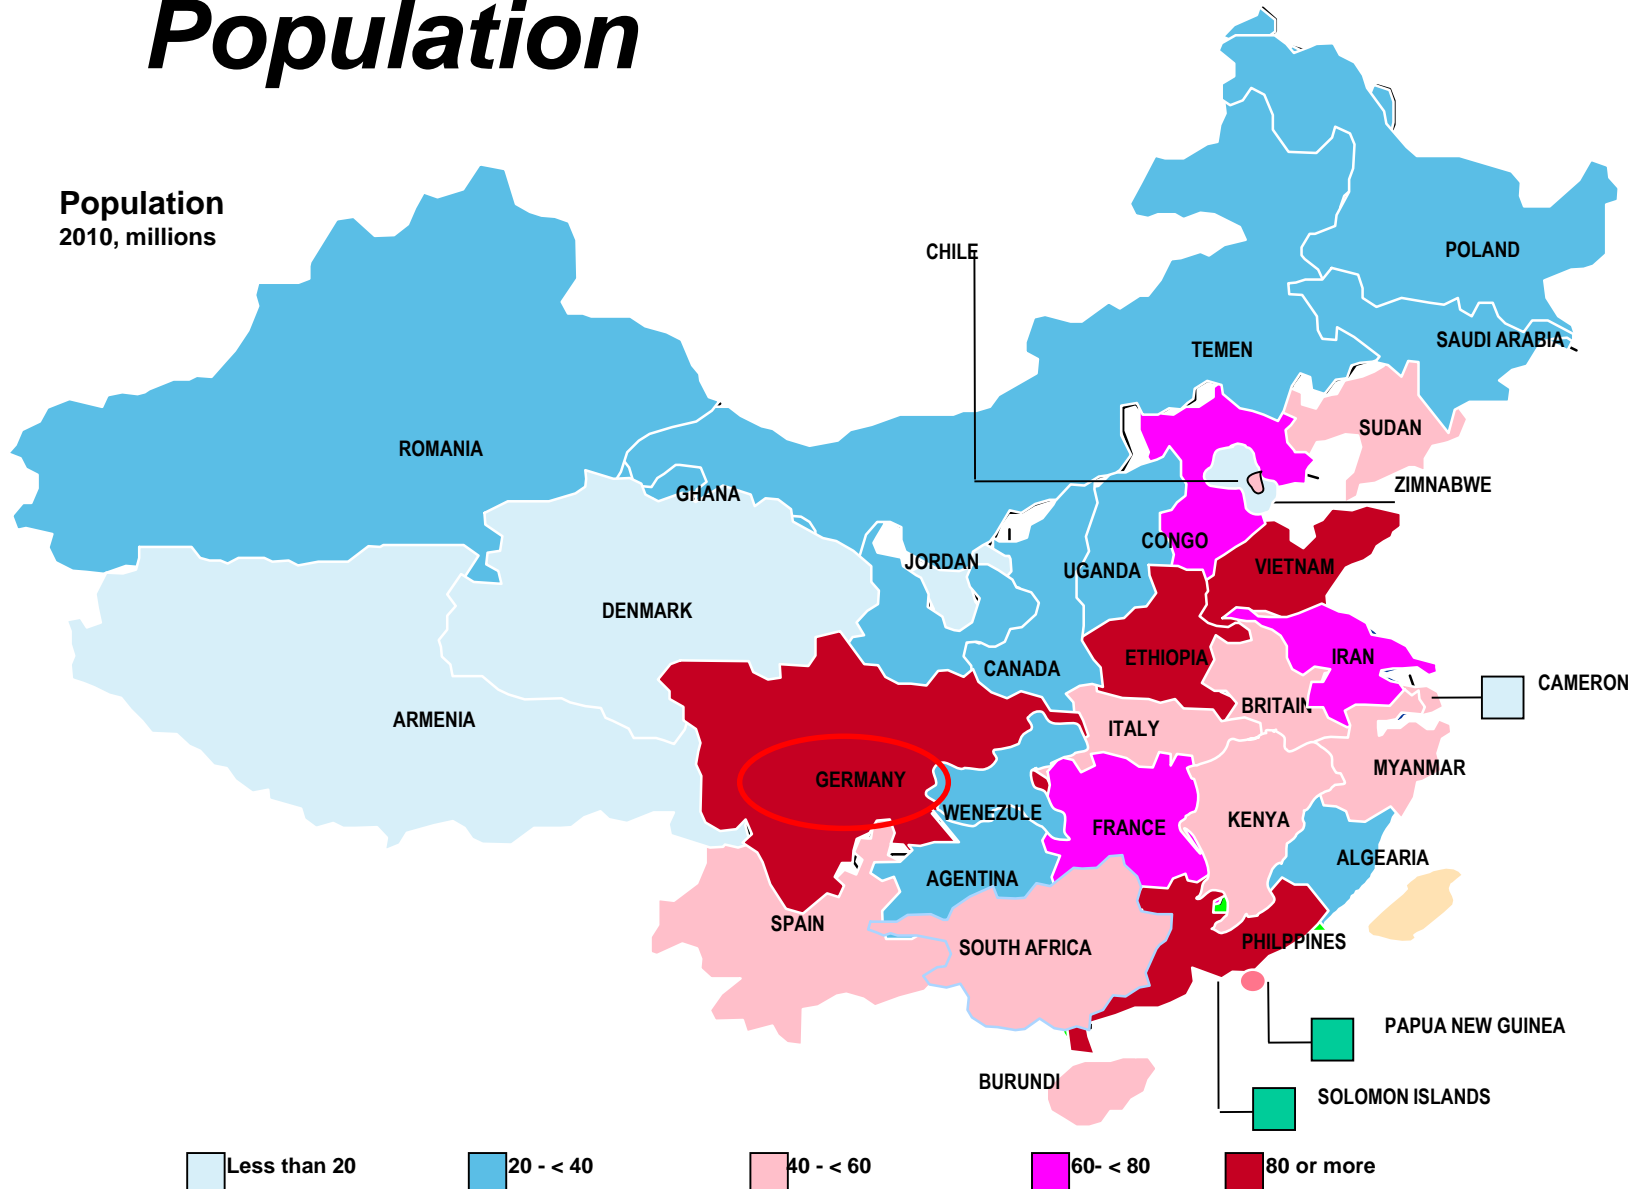 Population
Population
2010, millions
CHILE
POLAND
TEMEN
SAUDI ARABIA
SUDAN
ROMANIA
ZIMNABWE
GHANA
CONGO
JORDAN
UGANDA
VIETNAM
DENMARK
CANADA
ETHIOPIA
IRAN
CAMERON
BRITAIN
ARMENIA
ITALY
MYANMAR
GERMANY
WENEZULE
FRANCE
KENYA
ALGEARIA
AGENTINA
SPAIN
SOUTH AFRICA
PHILPPINES
PAPUA NEW GUINEA
BURUNDI
SOLOMON ISLANDS
Less than 20
20 - < 40
40 - < 60
60- < 80
80 or more